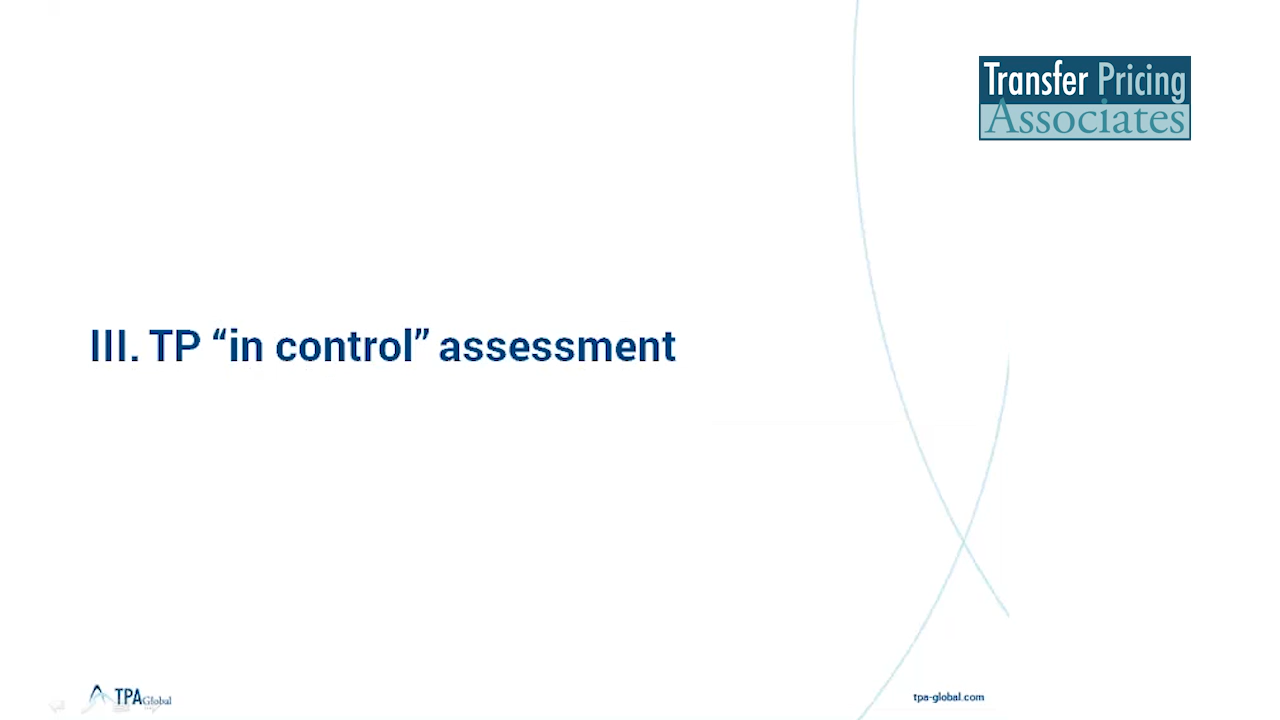 Transfer Pricing
Associates
III. TP “in control” assessment
TPA Global
tpa-global.com